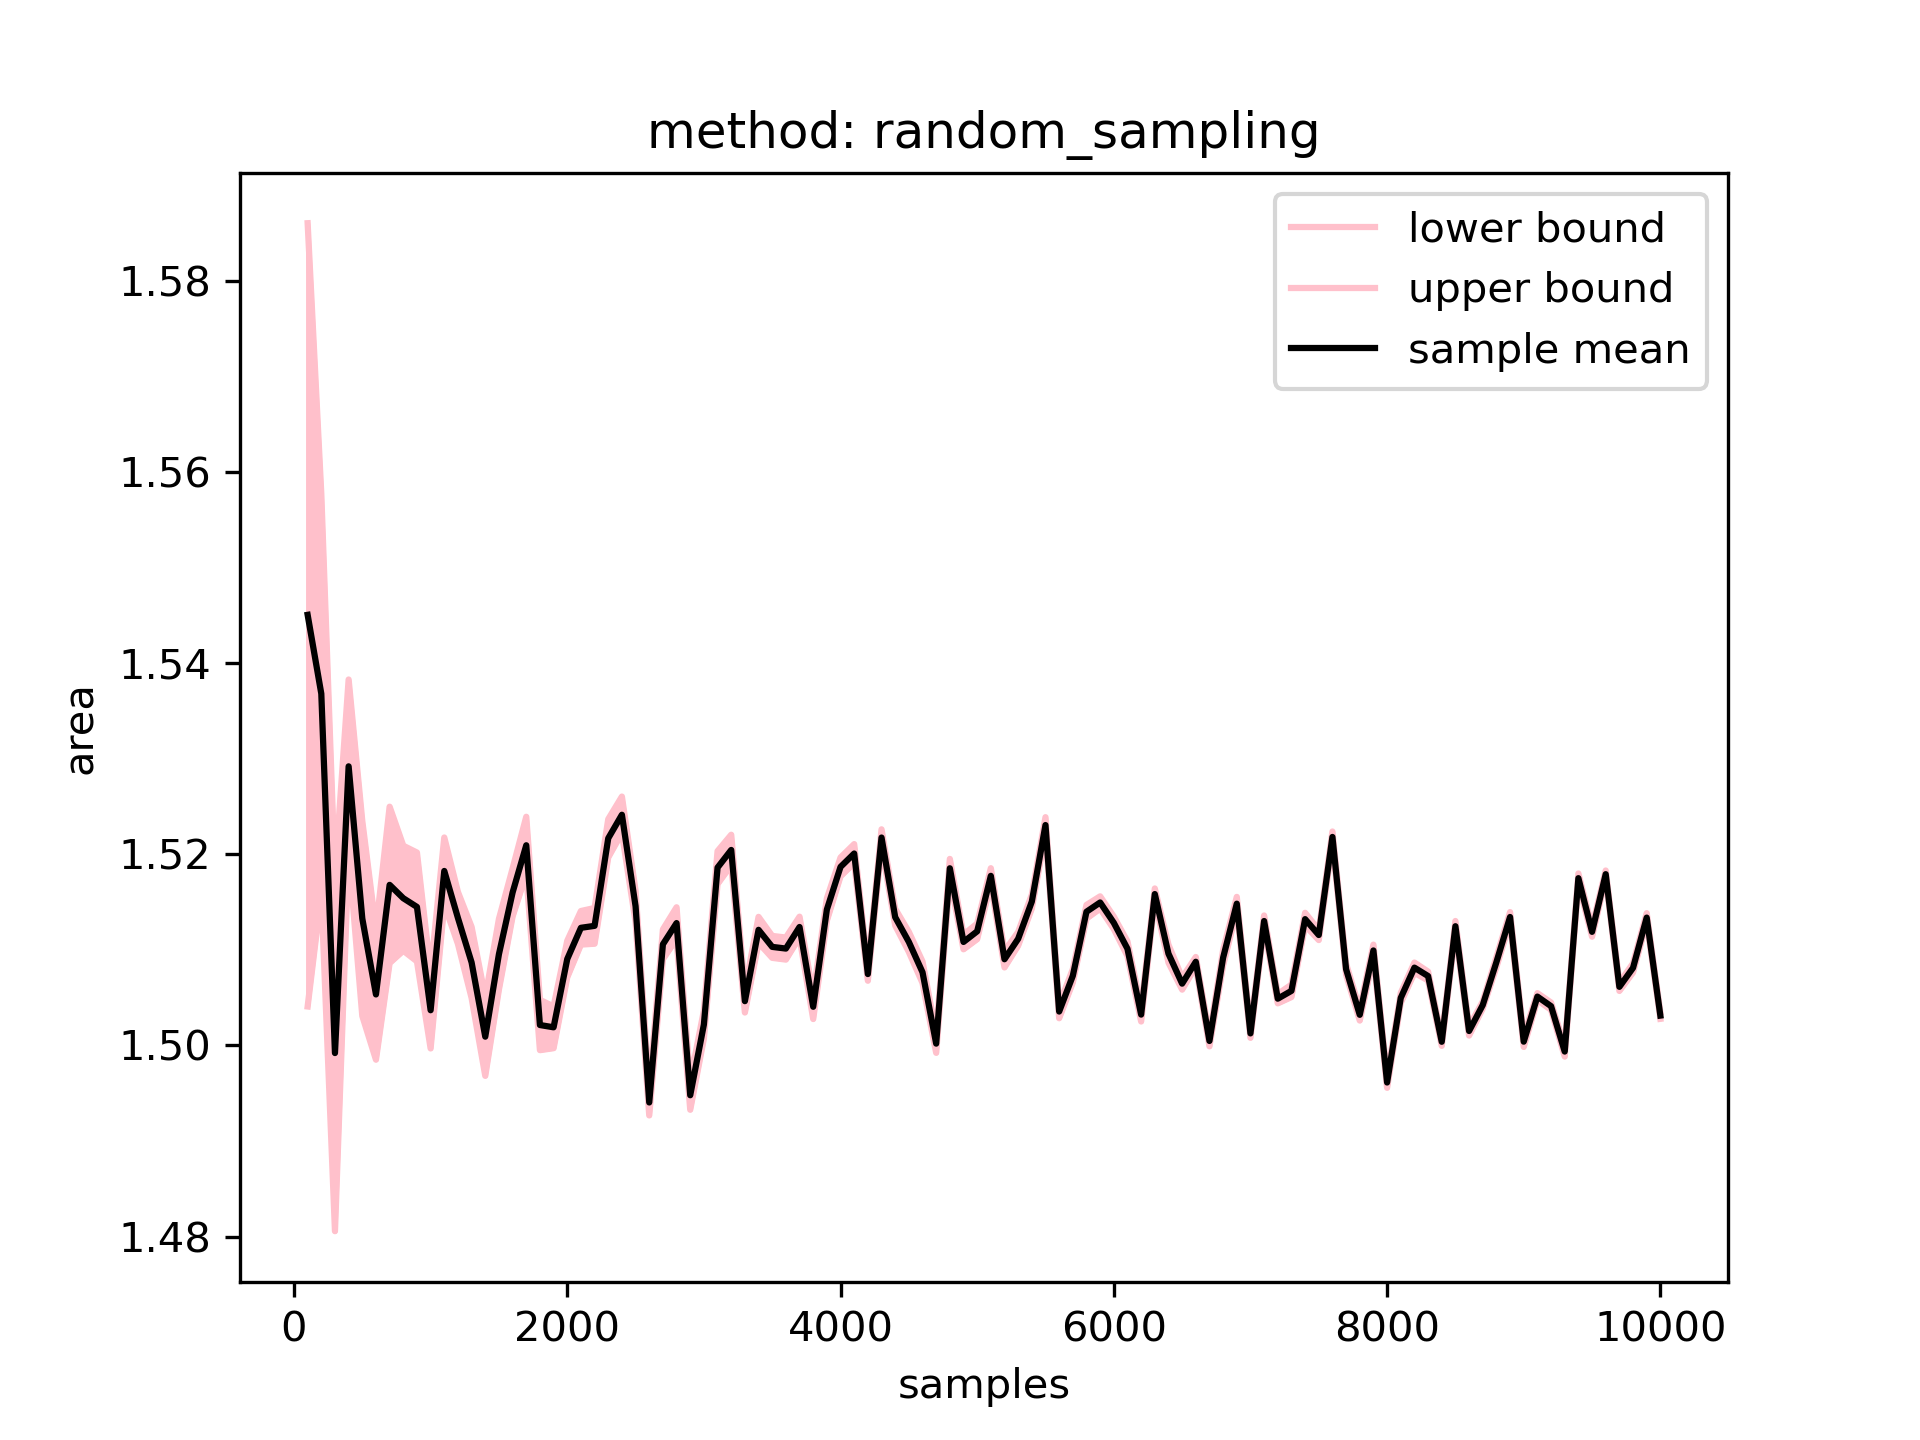 method: random_sampling
lower bound
upper bound
sample mean
area
1.58
1.56
1.54
1.52
1.50
1.48
0 2000 4000 6000 8000 10000
samples